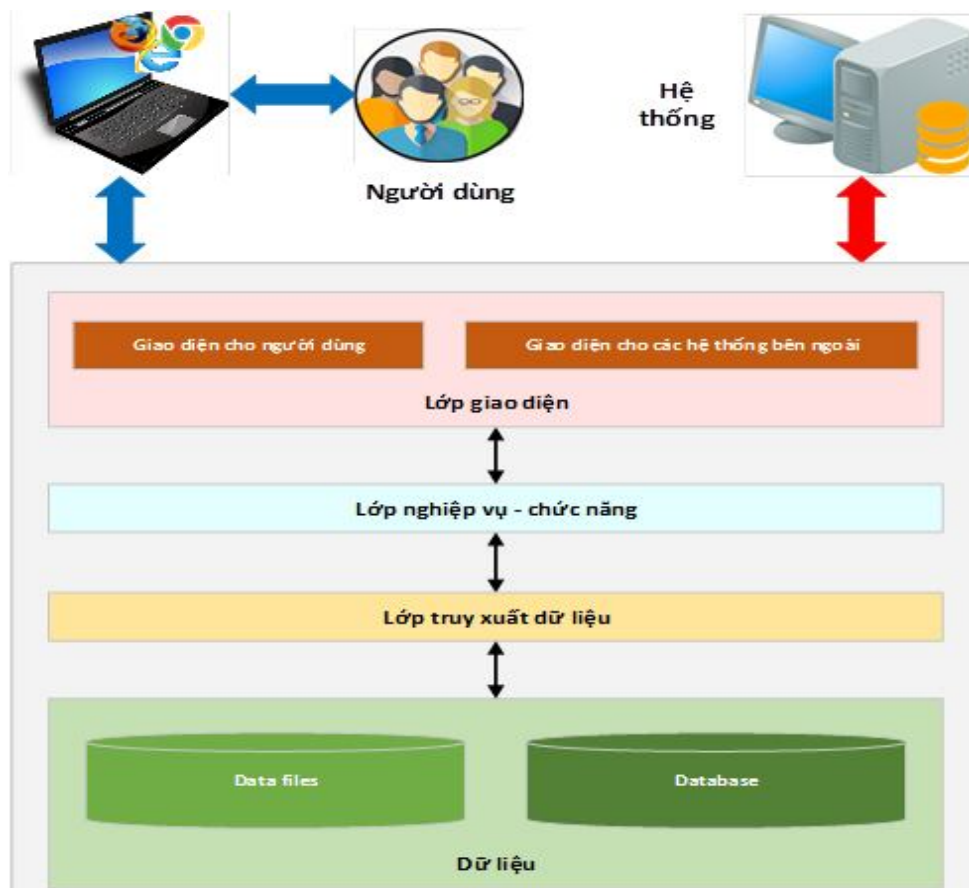 Người dùng
Hệ
thống
Giao diện cho người dùng
Giao diện cho các hệ thống bên ngoài
Lớp giao diện
Lớp nghiệp vụ - chức năng
Lớp truy xuất dữ liệu
Data files
Database
Dữ liệu